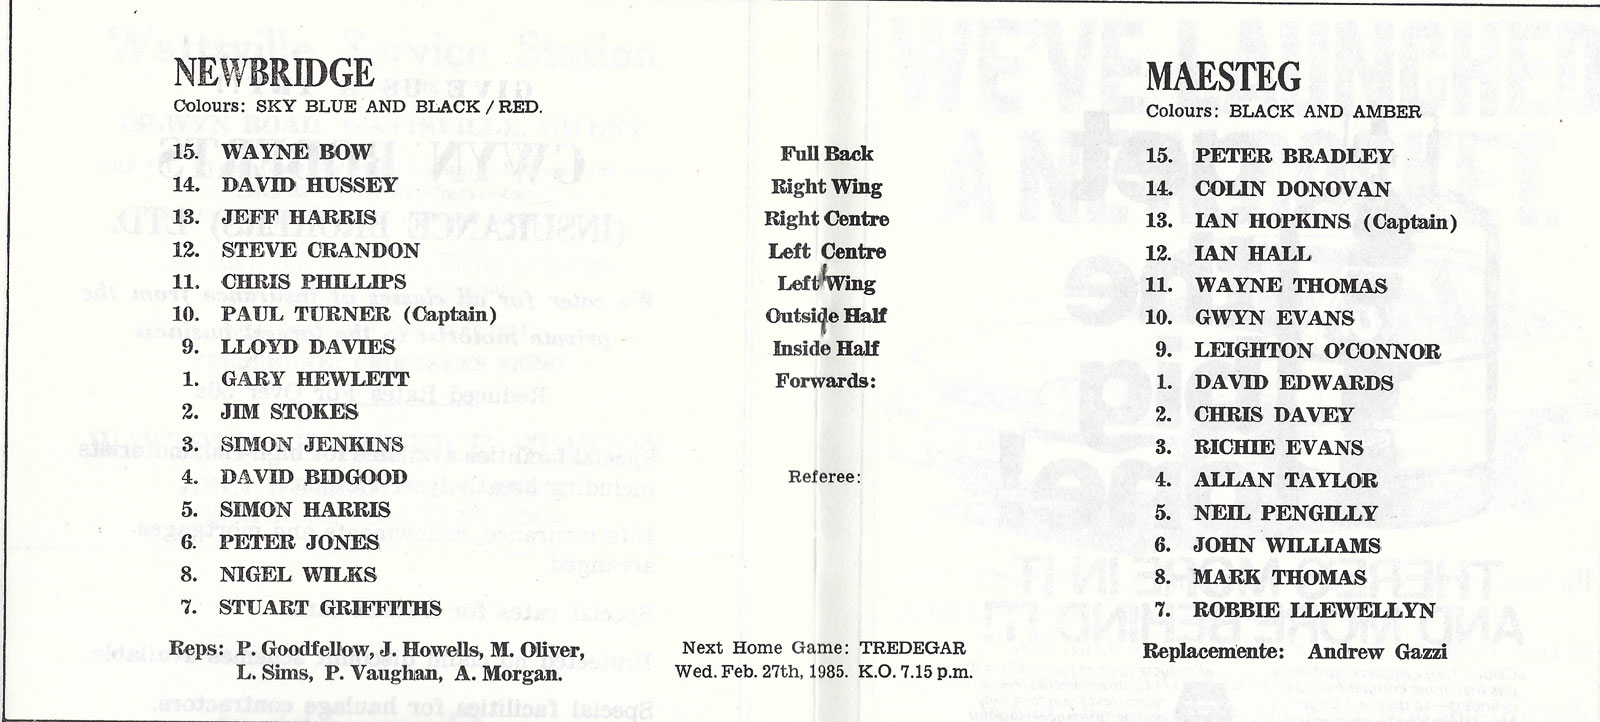 NEWBRIDGE
Colours: SKY BLUE AND BLACK / RED.
15. WAYNE BOW
14. DAVID HUSSEY
13. JEFF HARRIS
12. STEVE CRANDON
11. CHRIS PHILLIPS
10. PAUL TURNER (Captain)
9. LLOYD DAVIES
1. GARY HEWLETT
2. JIM STOKES
3. SIMON JENKINS
4. DAVID BIDGOOD
5. SIMON HARRIS
6. PETER JONES
8. NIGEL WILKS
7. STUART GRIFFITHS
Reps: P. Goodfellow, J. Howells, M. Oliver,
L. Sims, P. Vaughan, A. Morgan.
Full Back
Right Wing
Right Centre
Left Centre
Left Wing
Outside Half
Inside Half
Forwards:
Referee:
Next Home Game: TREDEGAR
Wed. Feb. 27th, 1985. K.O. 7.15 p.m.
MAESTEG
Colours: BLACK AND AMBER
15. PETER BRADLEY
14. COLIN DONOVAN
13. IAN HOPKINS (Captain)
12. IAN HALL
11. WAYNE THOMAS
10. GWYN EVANS
9. LEIGHTON O'CONNOR
1. DAVID EDWARDS
2. CHRIS DAVEY
3. RICHIE EVANS
4. ALLAN TAYLOR
5. NEIL PENGILLY
6. JOHN WILLIAMS
8. MARK THOMAS
7. ROBBIE LLEWELLYN
Replacemente: Andrew Gazzi